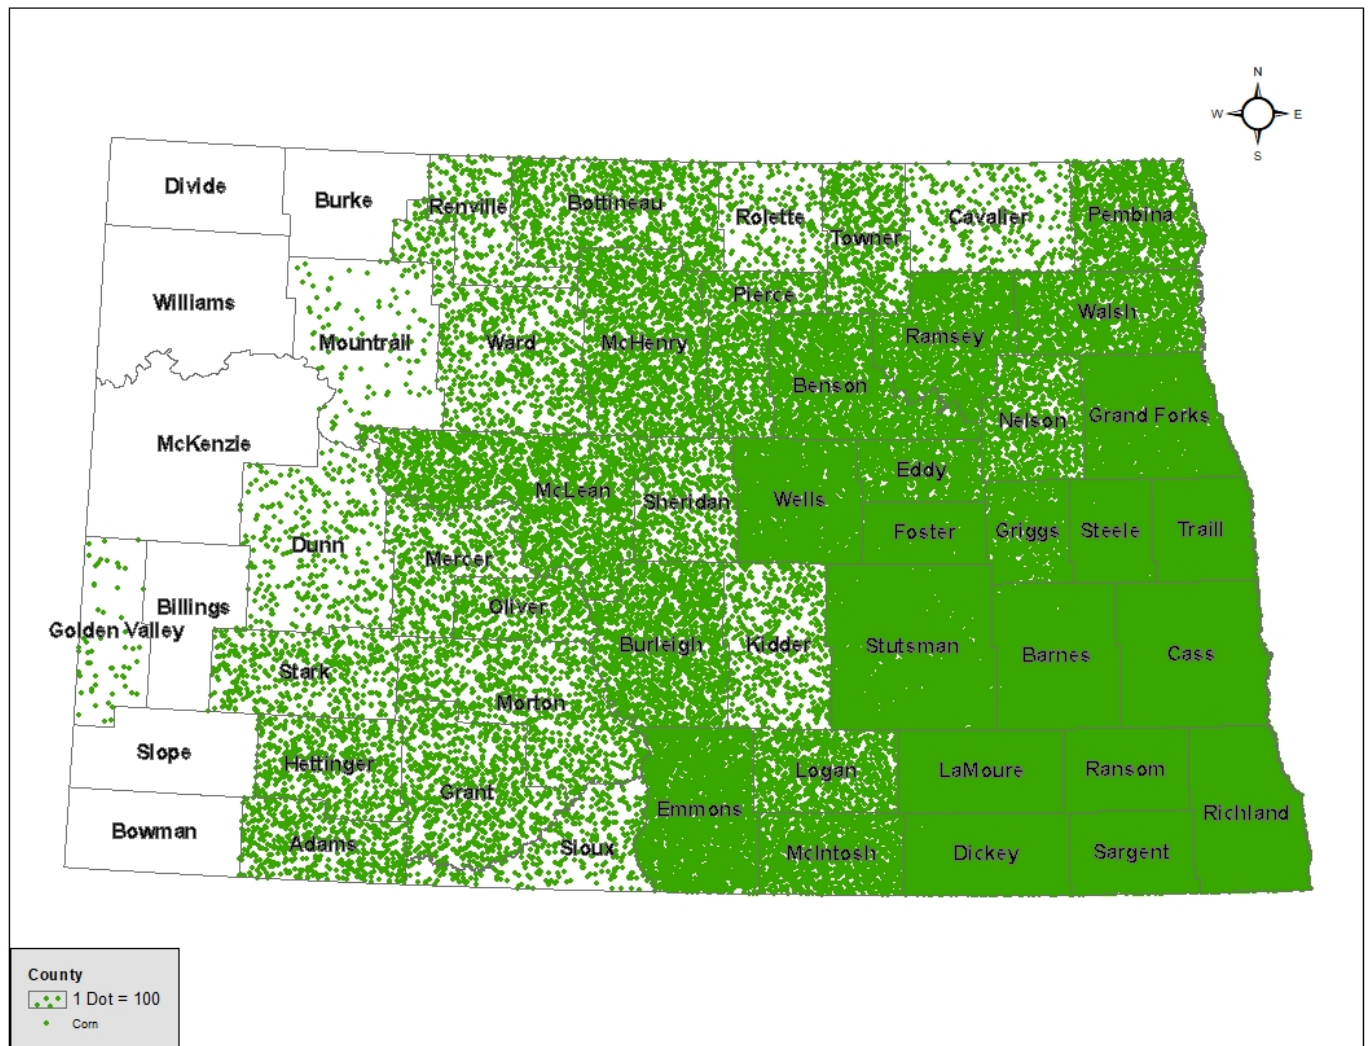 N
W E
S
Divide
Burke
Renville
Bottineau
Rolette
Towner
Cavalier
Pembina
Williams
Mountrail
Ward
McHenry
Pierce
Ramsey
Walsh
Benson
Nelson
Grand Forks
McKenzie
McLean
Sheridan
Wells
Eddy
Foster
Griggs
Steele
Traill
Dunn
Mercer
Oliver
Billings
Golden Valley
Stark
Morton
Burleigh
Kidder
Stutsman
Barnes
Cass
Slope
Hettinger
Grant
Emmons
Logan
LaMoure
Ransom
Richland
Bowman
Adams
Sioux
McIntosh
Dickey
Sargent
County
1 Dot = 100
Corn